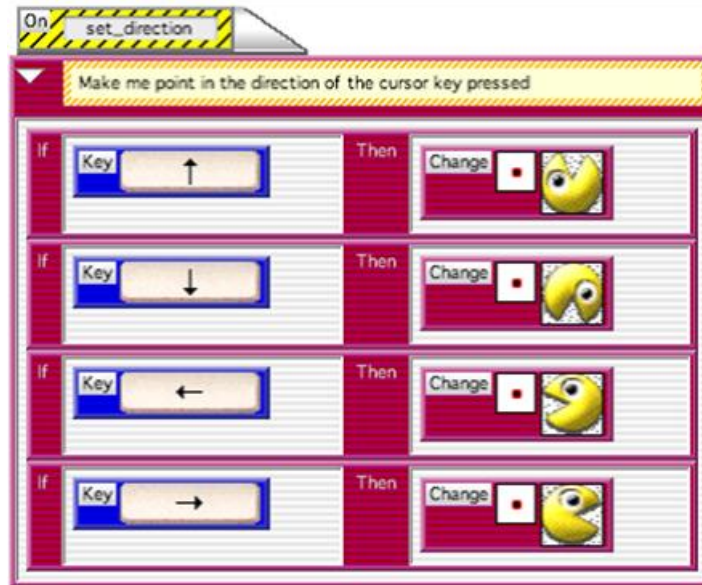 On set_direction
Make me point in the direction of the cursor key pressed
If Key ↑ Then Change
If Key ↓ Then Change
If Key ← Then Change
If Key → Then Change